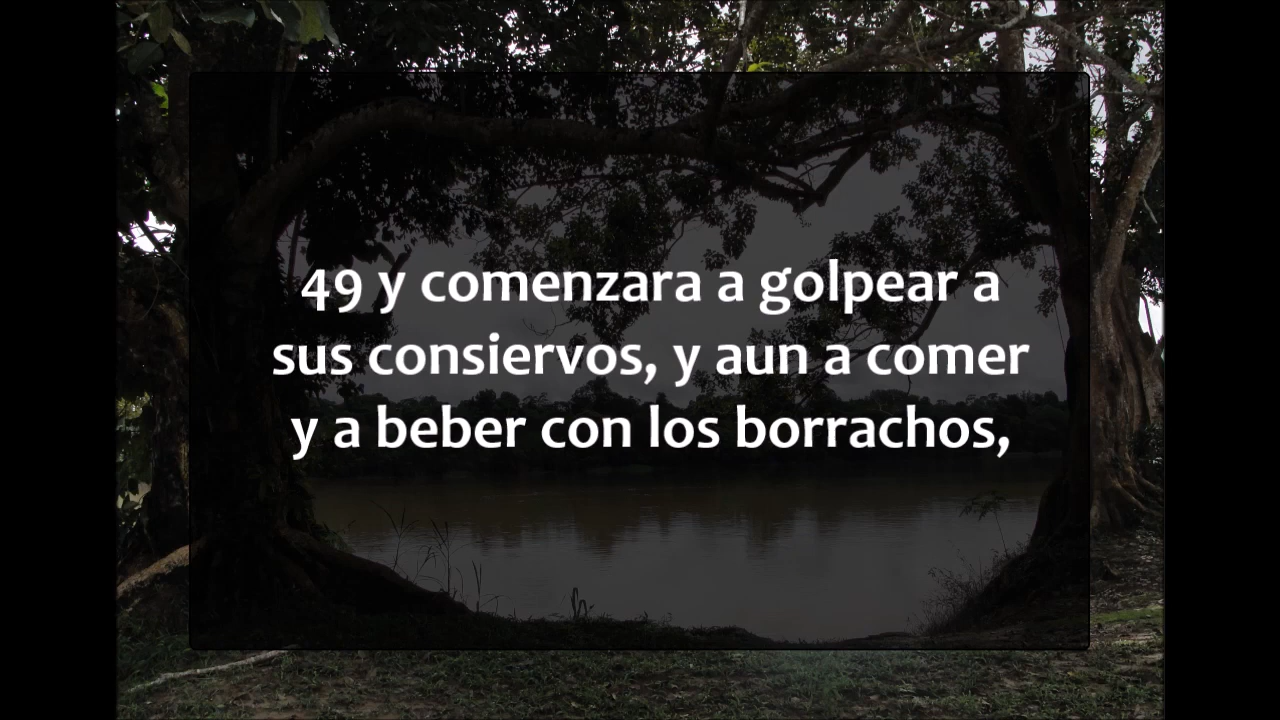 49 y comenzara a golpear a
sus consiervos, y aun a comer
y a beber con los borrachos,